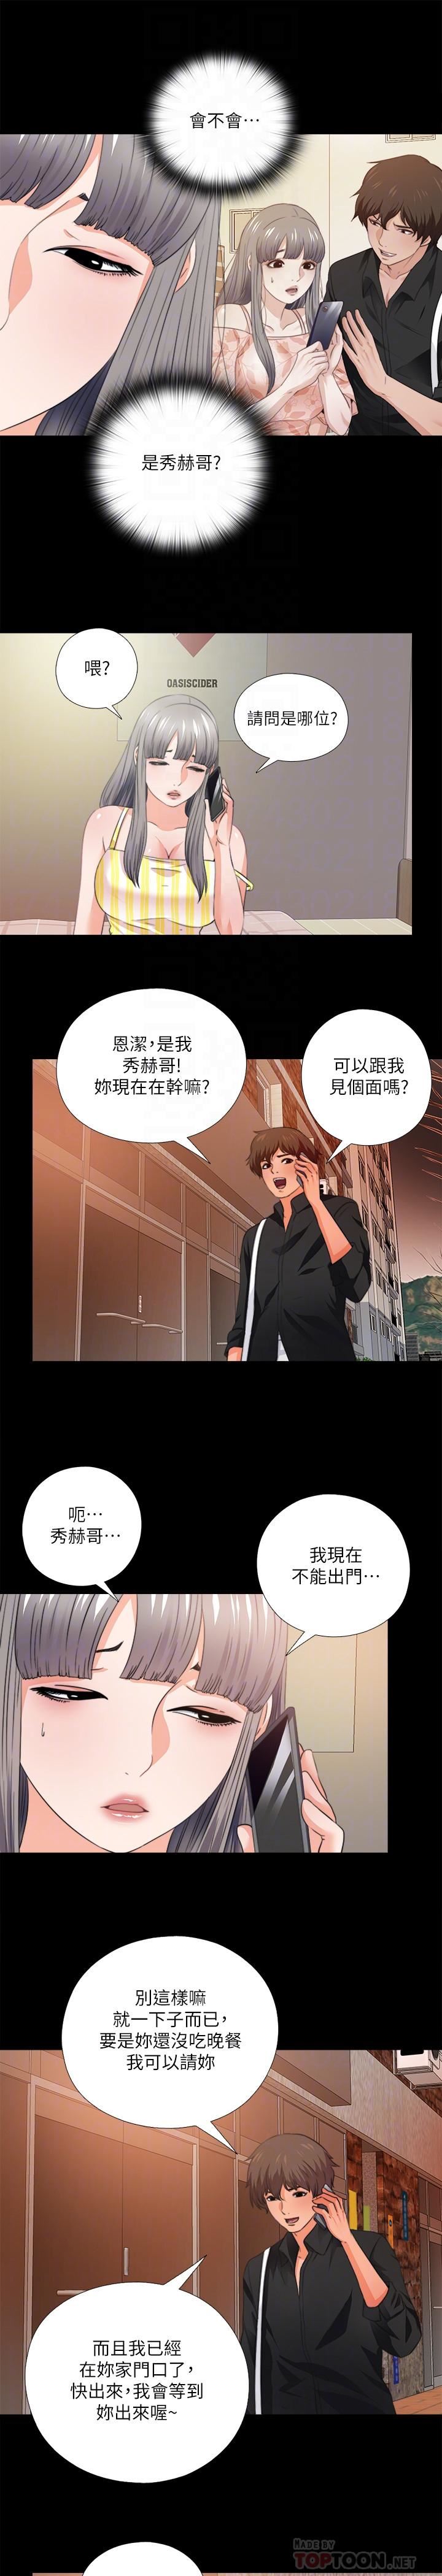 會不會…
是秀赫哥?
喂?
OASISCIDER
請問是哪位?
恩潔,是我
秀赫哥!
妳現在在幹嘛?
可以跟我
見個面嗎?
呃…
秀赫哥…
我現在
不能出門…
別這樣嘛
就一下子而已,
要是妳還沒吃晚餐
我可以請妳
而且我已經
在妳家門口了,
快出來,我會等到
妳出來喔~
MADE BY
TOPTOON.NET